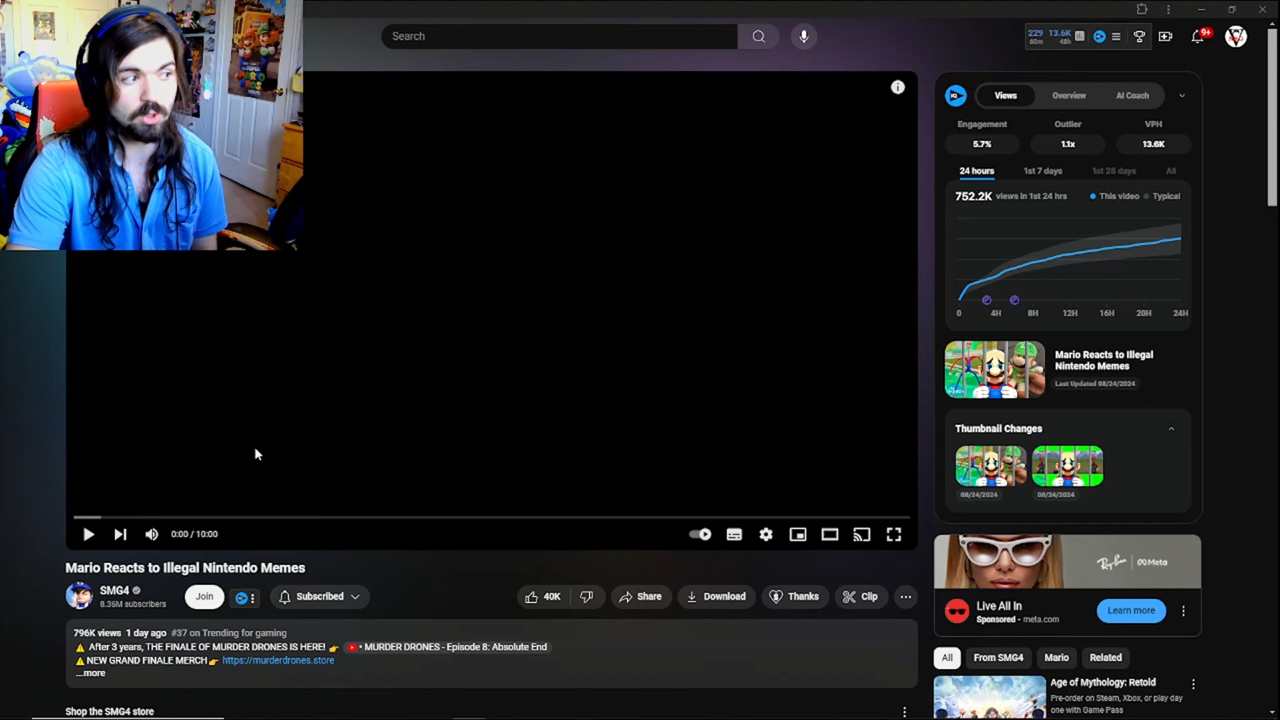 Search
229
60m
13.6K
48h
9+
Views
Overview
AI Coach
Engagement
Outlier
VPH
5.7%
1.1x
13.6K
24 hours
1st 7 days
1st 28 days
All
752.2K views in 1st 24 hrs
This video
Typical
0
4H
8H
12H
16H
20H
24H
Mario Reacts to Illegal
Nintendo Memes
Last Updated 08/24/2024
Thumbnail Changes
08/24/2024
08/24/2024
0:00 / 10:00
Mario Reacts to Illegal Nintendo Memes
SMG4
8.36M subscribers
Join
Subscribed
40K
Share
Download
Thanks
Clip
Ray-Ban | Meta
Live All In
Sponsored · meta.com
Learn more
796K views 1 day ago #37 on Trending for gaming
⚠️ After 3 years, THE FINALE OF MURDER DRONES IS HERE! 👉 • MURDER DRONES - Episode 8: Absolute End
⚠️NEW GRAND FINALE MERCH👉 https://murderdrones.store
...more
All
From SMG4
Mario
Related
Age of Mythology: Retold
Pre-order on Steam, Xbox, or play day
one with Game Pass
Shop the SMG4 store